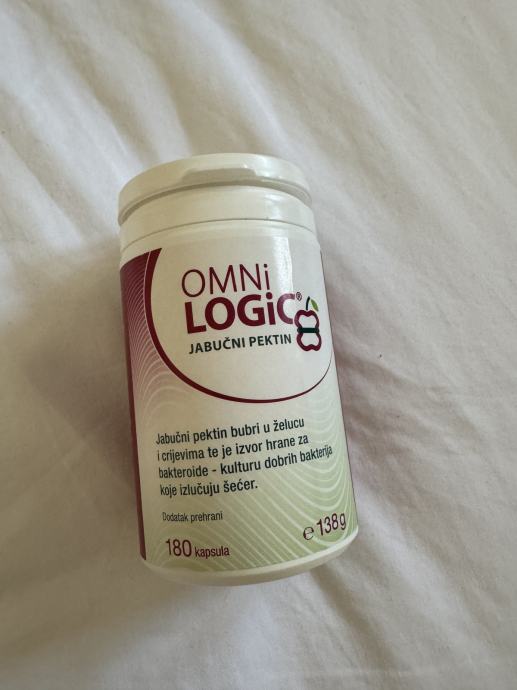 OMNi
LOGiC®
JABUČNI PEKTIN
Jabučni pektin bubri u želucu
i crijevima te je izvor hrane za
bakteroide - kulturu dobrih bakterija
koje izlučuju šećer.
Dodatak prehrani
180 kapsula
℮ 138g